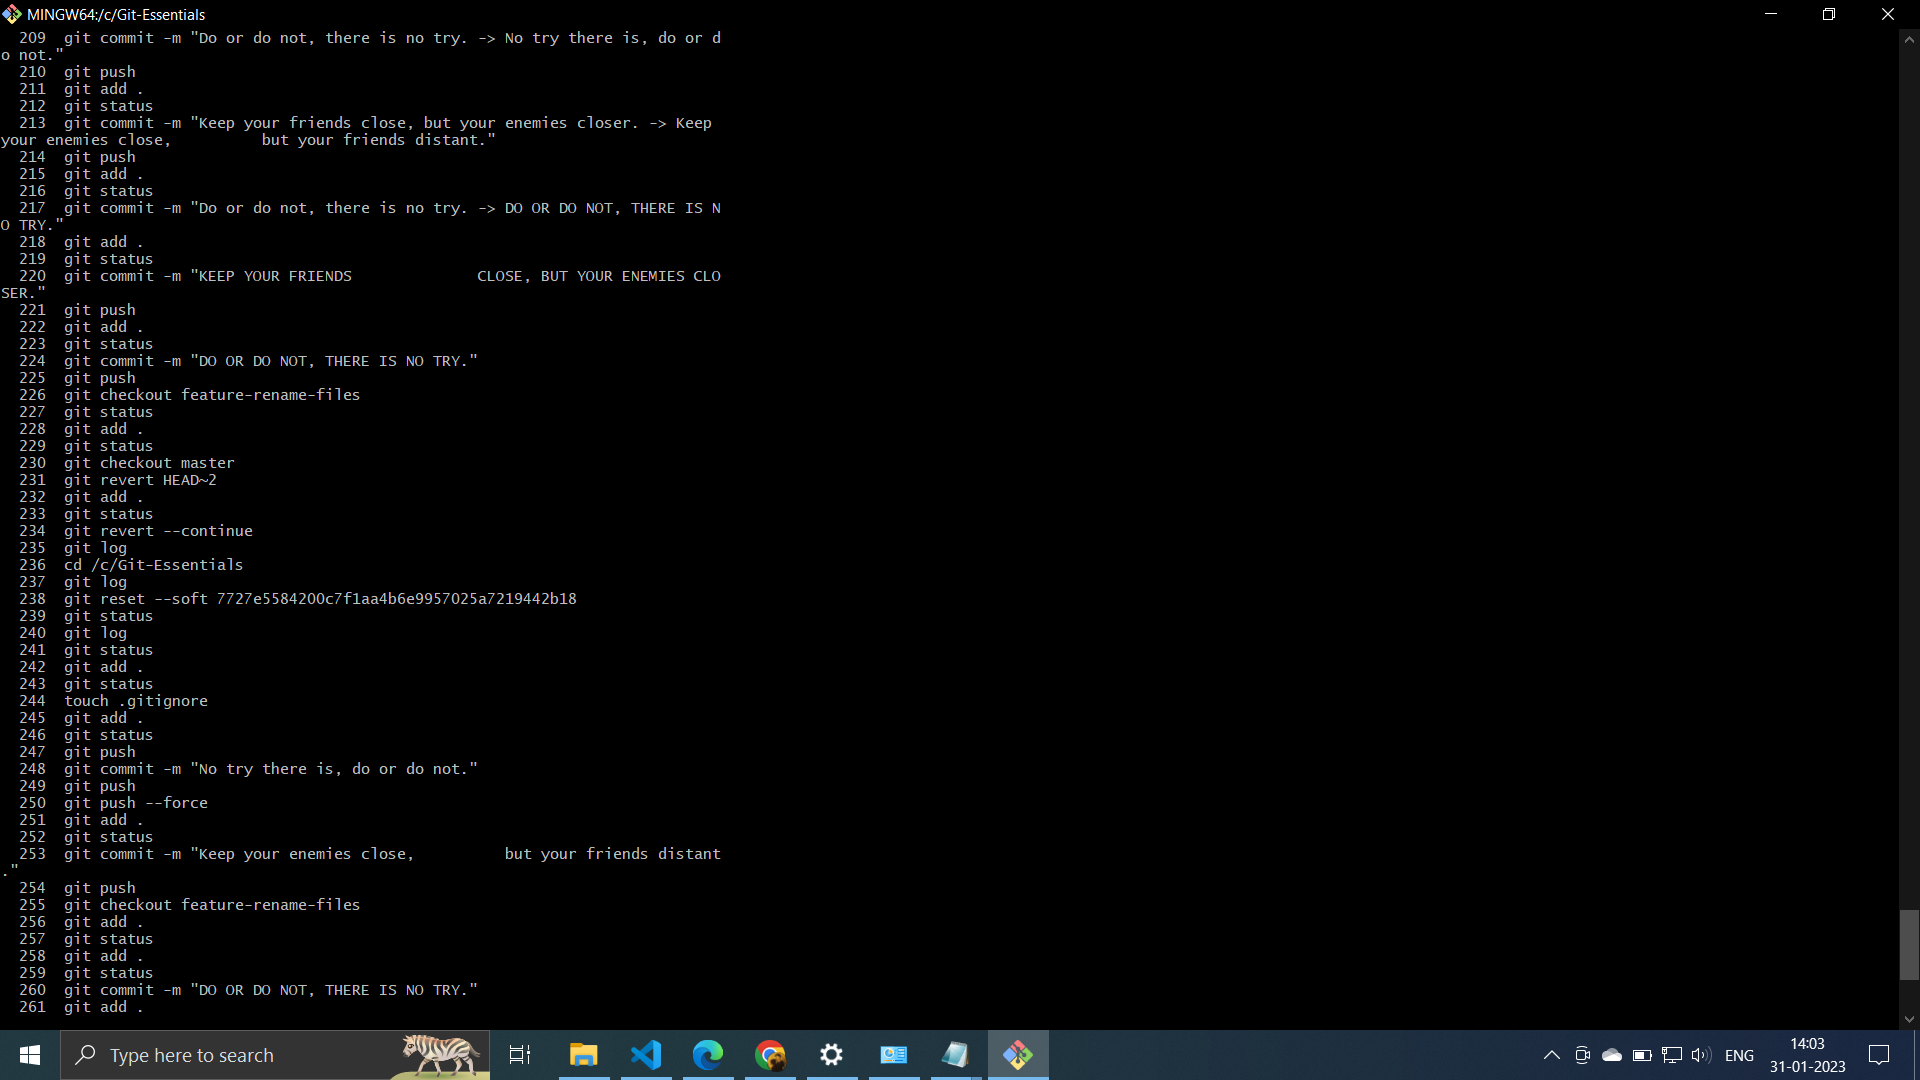 MINGW64:/c/Git-Essentials
209 git commit -m "Do or do not, there is no try. -> No try there is, do or d
o not."
210 git push
211 git add .
212 git status
213 git commit -m "Keep your friends close, but your enemies closer. -> Keep
your enemies close,          but your friends distant."
214 git push
215 git add .
216 git status
217 git commit -m "Do or do not, there is no try. -> DO OR DO NOT, THERE IS N
O TRY."
218 git add .
219 git status
220 git commit -m "KEEP YOUR FRIENDS              CLOSE, BUT YOUR ENEMIES CLO
SER."
221 git push
222 git add .
223 git status
224 git commit -m "DO OR DO NOT, THERE IS NO TRY."
225 git push
226 git checkout feature-rename-files
227 git status
228 git add .
229 git status
230 git checkout master
231 git revert HEAD~2
232 git add .
233 git status
234 git revert --continue
235 git log
236 cd /c/Git-Essentials
237 git log
238 git reset --soft 7727e5584200c7f1aa4b6e9957025a7219442b18
239 git status
240 git log
241 git status
242 git add .
243 git status
244 touch .gitignore
245 git add .
246 git status
247 git push
248 git commit -m "No try there is, do or do not."
249 git push
250 git push --force
251 git add .
252 git status
253 git commit -m "Keep your enemies close,          but your friends distant
."
254 git push
255 git checkout feature-rename-files
256 git add .
257 git status
258 git add .
259 git status
260 git commit -m "DO OR DO NOT, THERE IS NO TRY."
261 git add .
Type here to search
ENG
14:03
31-01-2023